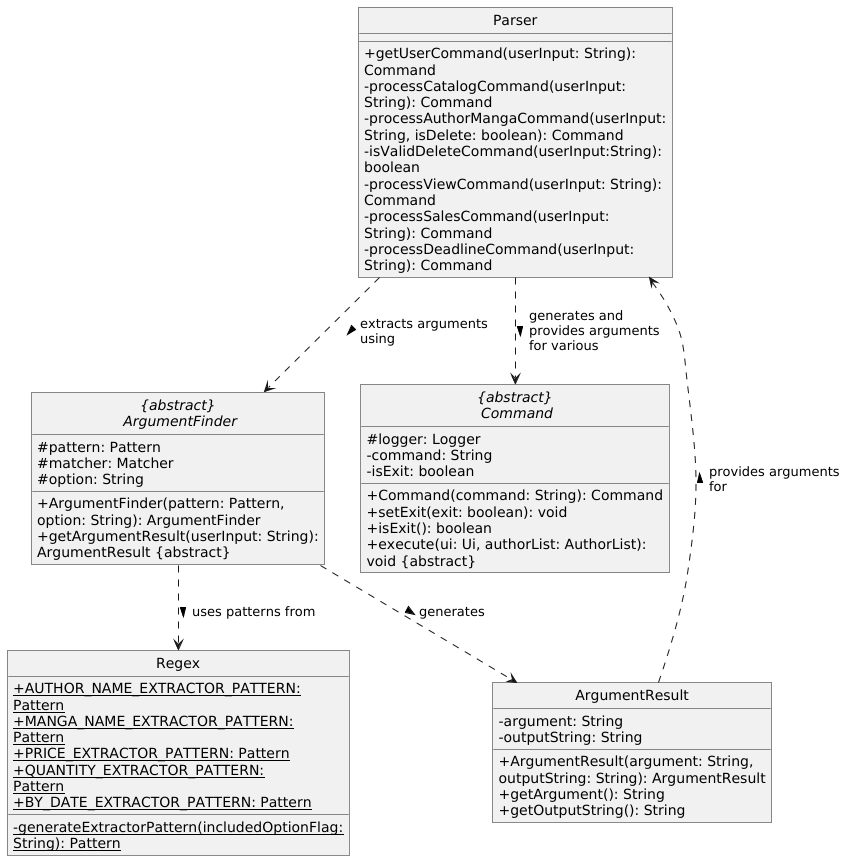 Parser
+getUserCommand(userInput: String):
Command
-processCatalogCommand(userInput:
String): Command
-processAuthorMangaCommand(userInput:
String, isDelete: boolean): Command
-isValidDeleteCommand(userInput:String):
boolean
-processViewCommand(userInput: String):
Command
-processSalesCommand(userInput:
String): Command
-processDeadlineCommand(userInput:
String): Command
extracts arguments
using
generates and
provides arguments
for various
{abstract}
ArgumentFinder
#pattern: Pattern
#matcher: Matcher
#option: String
+ArgumentFinder(pattern: Pattern,
option: String): ArgumentFinder
+getArgumentResult(userInput: String):
ArgumentResult {abstract}
{abstract}
Command
#logger: Logger
-command: String
-isExit: boolean
+Command(command: String): Command
+setExit(exit: boolean): void
+isExit(): boolean
+execute(ui: Ui, authorList: AuthorList):
void {abstract}
provides arguments
for
uses patterns from
generates
Regex
+AUTHOR_NAME_EXTRACTOR_PATTERN:
Pattern
+MANGA_NAME_EXTRACTOR_PATTERN:
Pattern
+PRICE_EXTRACTOR_PATTERN: Pattern
+QUANTITY_EXTRACTOR_PATTERN:
Pattern
+BY_DATE_EXTRACTOR_PATTERN: Pattern
-generateExtractorPattern(includedOptionFlag:
String): Pattern
ArgumentResult
-argument: String
-outputString: String
+ArgumentResult(argument: String,
outputString: String): ArgumentResult
+getArgument(): String
+getOutputString(): String